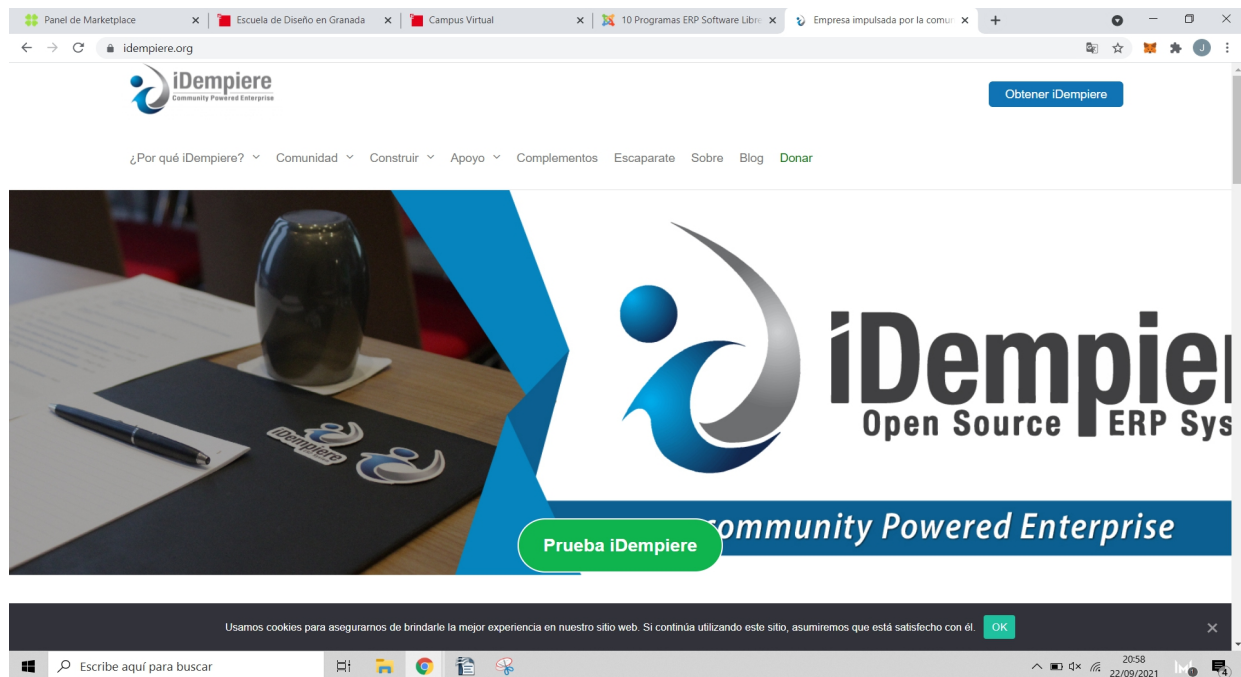 Panel de Marketplace
Escuela de Diseño en Granada
Campus Virtual
10 Programas ERP Software Libre
Empresa impulsada por la comur
idempiere.org
J
iDempiere
Community Powered Enterprise
Obtener iDempiere
¿Por qué iDempiere? Comunidad Construir Apoyo Complementos Escaparate Sobre Blog Donar
iDempiere
iDempier
Open Source ERP Sys
ommunity Powered Enterprise
Prueba iDempiere
Usamos cookies para asegurarnos de brindarle la mejor experiencia en nuestro sitio web. Si continúa utilizando este sitio, asumiremos que está satisfecho con él. OK
Escribe aquí para buscar
20:58
22/09/2021
4